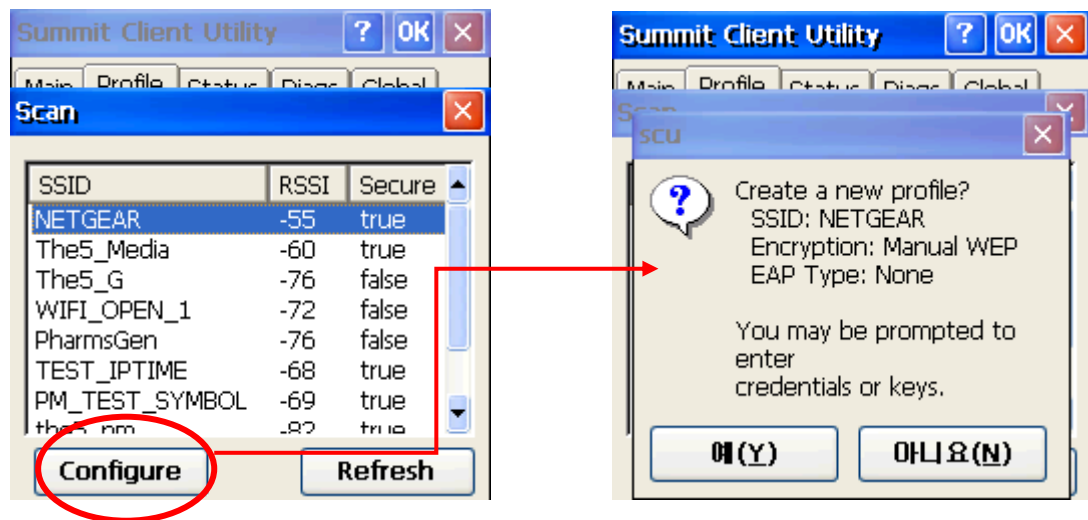 Summit Client Utility ? OK
Main Profile Status Diags Global
Scan
SSID RSSI Secure
NETGEAR -55 true
The5_Media -60 true
The5_G -76 false
WIFI_OPEN_1 -72 false
PharmsGen -76 false
TEST_IPTIME -68 true
PM_TEST_SYMBOL -69 true
the5_pm -82 true
Configure Refresh
Summit Client Utility ? OK
Main Profile Status Diags Global
Scan
scu
?
Create a new profile?
SSID: NETGEAR
Encryption: Manual WEP
EAP Type: None
You may be prompted to
enter
credentials or keys.
예(Y) 아니요(N)